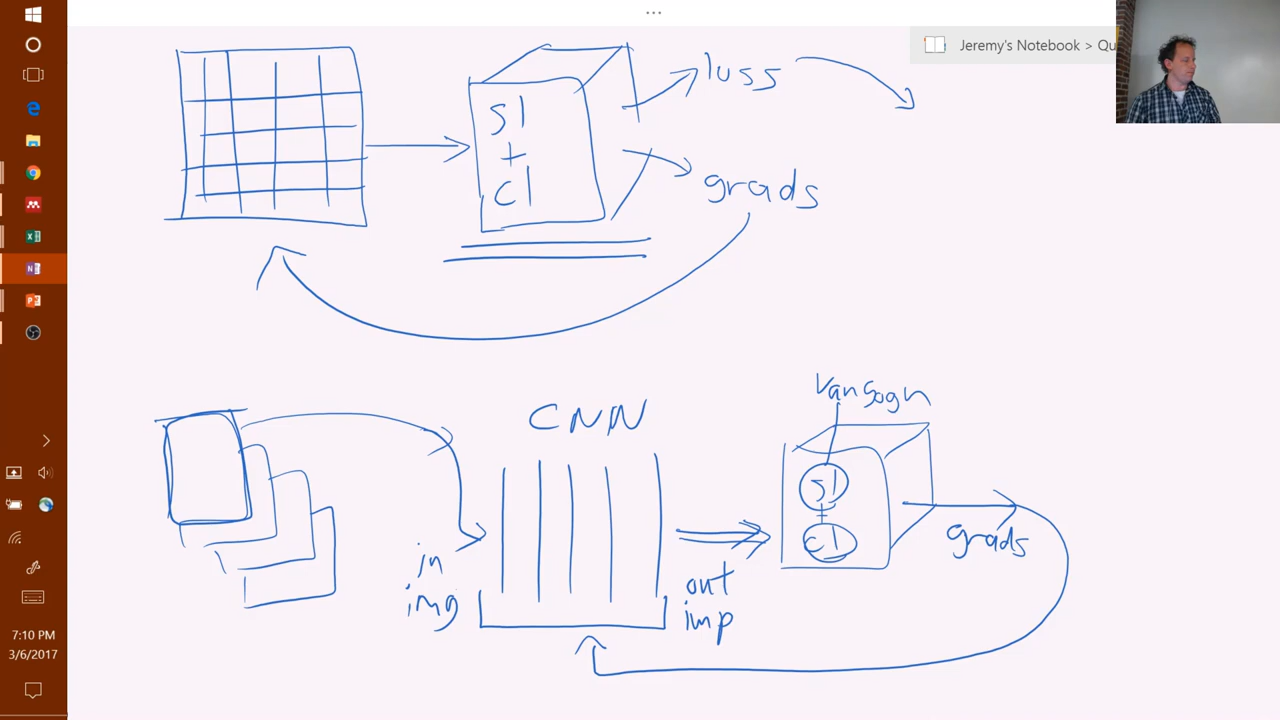 Jeremy's Notebook > Qu
loss
sl
+
cl
grads
CNN
VanGogh
sl
+
cl
grads
in
img
out
imp
7:10 PM
3/6/2017